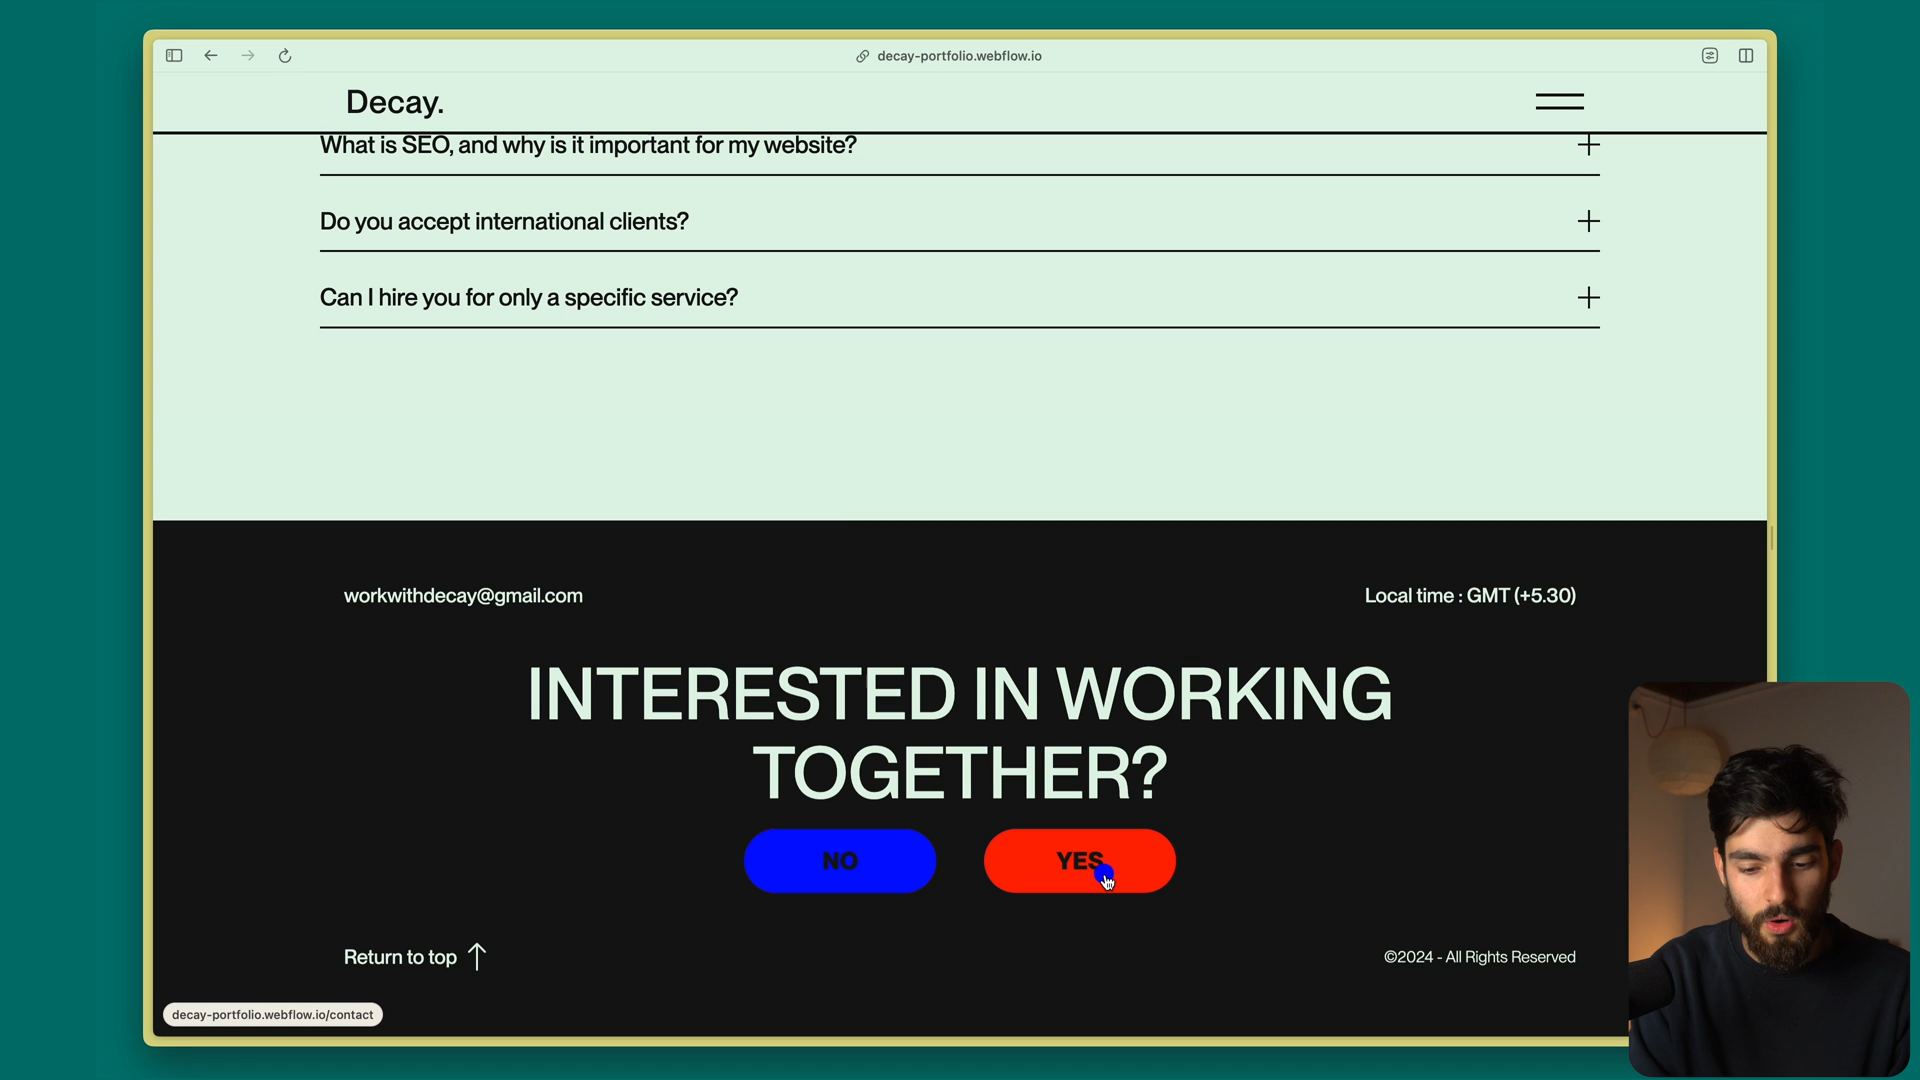 decay-portfolio.webflow.io
Decay.
What is SEO, and why is it important for my website?
Do you accept international clients?
Can I hire you for only a specific service?
workwithdecay@gmail.com
Local time : GMT (+5.30)
INTERESTED IN WORKING
TOGETHER?
NO
YES
Return to top
©2024 - All Rights Reserved
decay-portfolio.webflow.io/contact